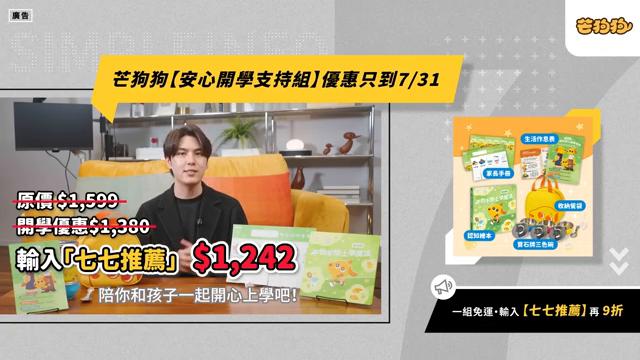 廣告
芒狗狗
芒狗狗【安心開學支持組】優惠只到7/31
原價$1,599
開學優惠$1,380
輸入「七七推薦」 $1,242
陪你和孩子一起開心上學吧!
生活作息表
家長手冊
收納餐袋
認知繪本
寶石牌三色碗
一組免運•輸入【七七推薦】再 9折